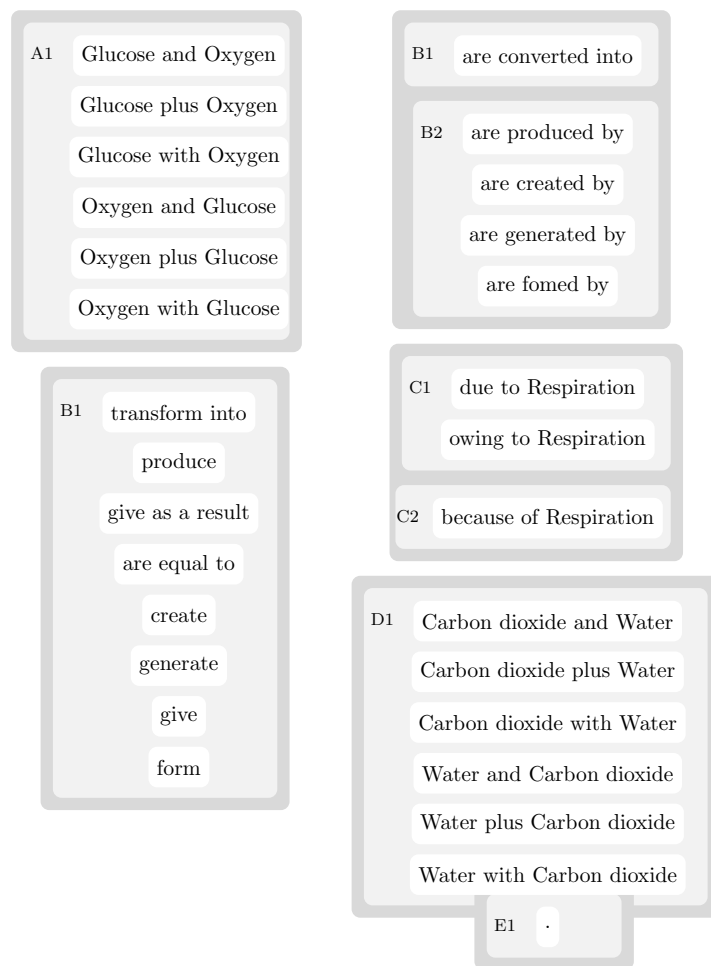 A1 Glucose and Oxygen
Glucose plus Oxygen
Glucose with Oxygen
Oxygen and Glucose
Oxygen plus Glucose
Oxygen with Glucose
B1 transform into
produce
give as a result
are equal to
create
generate
give
form
B1 are converted into
B2 are produced by
are created by
are generated by
are fomed by
C1 due to Respiration
owing to Respiration
C2 because of Respiration
D1 Carbon dioxide and Water
Carbon dioxide plus Water
Carbon dioxide with Water
Water and Carbon dioxide
Water plus Carbon dioxide
Water with Carbon dioxide
E1 .